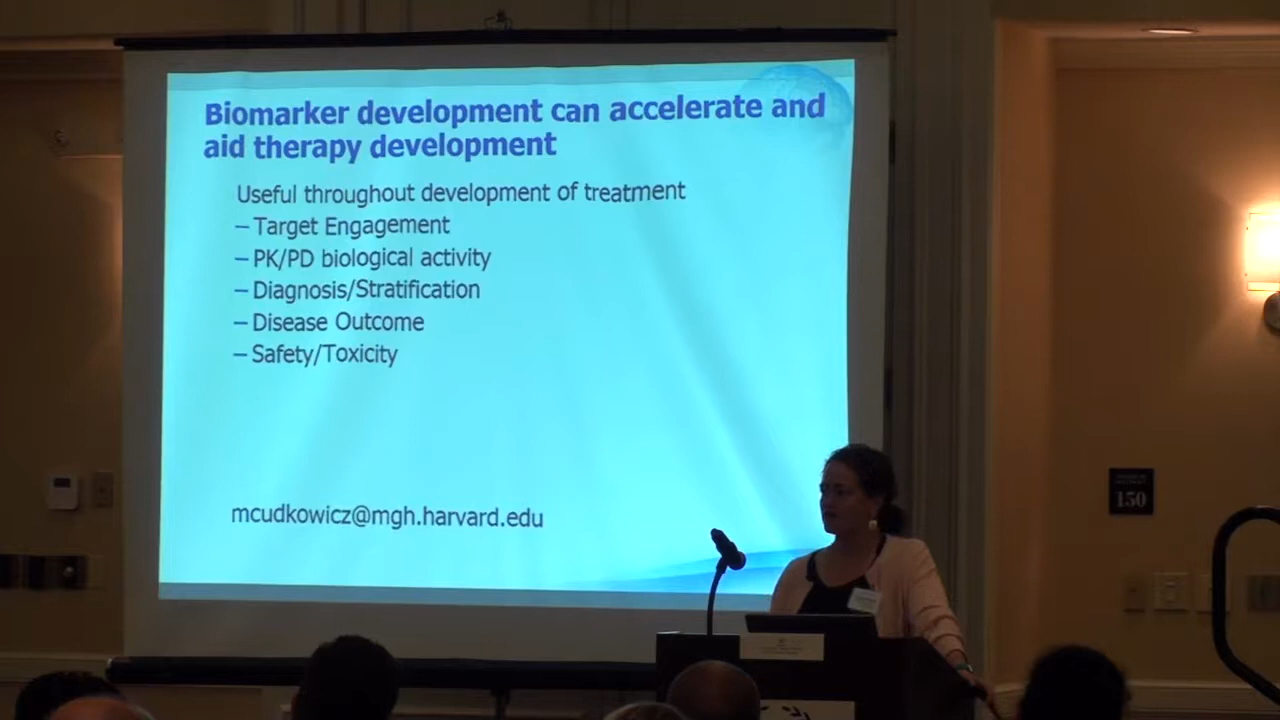 Biomarker development can accelerate and
aid therapy development
Useful throughout development of treatment
– Target Engagement
– PK/PD biological activity
– Diagnosis/Stratification
– Disease Outcome
– Safety/Toxicity
mcudkowicz@mgh.harvard.edu
150